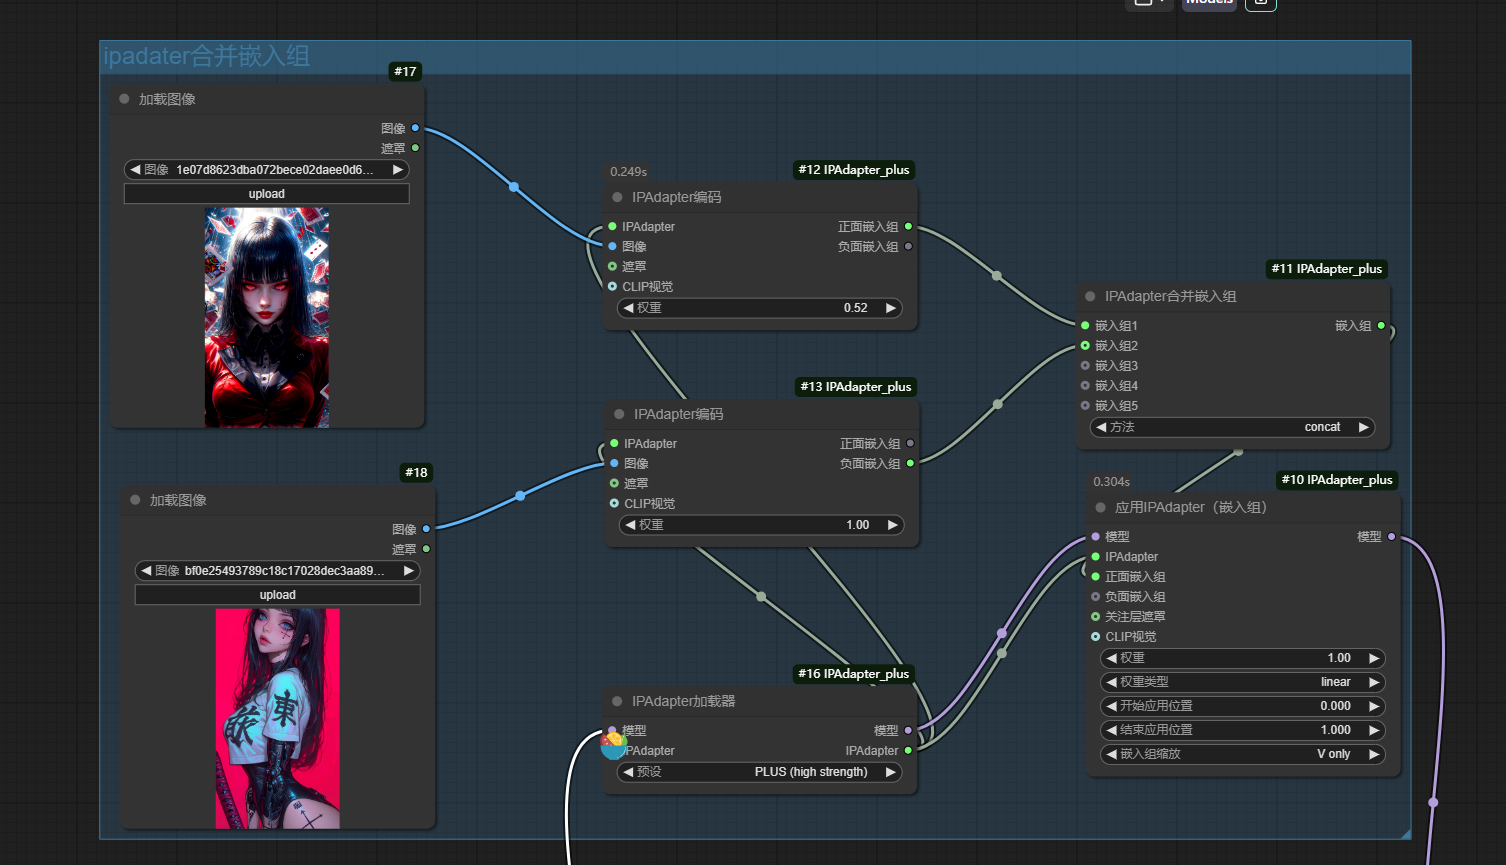 Models
ipadater合并嵌入组
#17
加载图像
图像
遮罩
图像 1e07d8623dba072bece02daee0d6...
upload
#18
加载图像
图像
遮罩
图像 bf0e25493789c18c17028dec3aa89...
upload
東
嵌
0.249s
#12 IPAdapter_plus
IPAdapter编码
IPAdapter 正面嵌入组
图像 负面嵌入组
遮罩
CLIP视觉
权重 0.52
#13 IPAdapter_plus
IPAdapter编码
IPAdapter 正面嵌入组
图像 负面嵌入组
遮罩
CLIP视觉
权重 1.00
#16 IPAdapter_plus
IPAdapter加载器
模型 模型
IPAdapter IPAdapter
预设 PLUS (high strength)
#11 IPAdapter_plus
IPAdapter合并嵌入组
嵌入组1 嵌入组
嵌入组2
嵌入组3
嵌入组4
嵌入组5
方法 concat
0.304s
#10 IPAdapter_plus
应用IPAdapter（嵌入组）
模型 模型
IPAdapter
正面嵌入组
负面嵌入组
关注层遮罩
CLIP视觉
权重 1.00
权重类型 linear
开始应用位置 0.000
结束应用位置 1.000
嵌入组缩放 V only